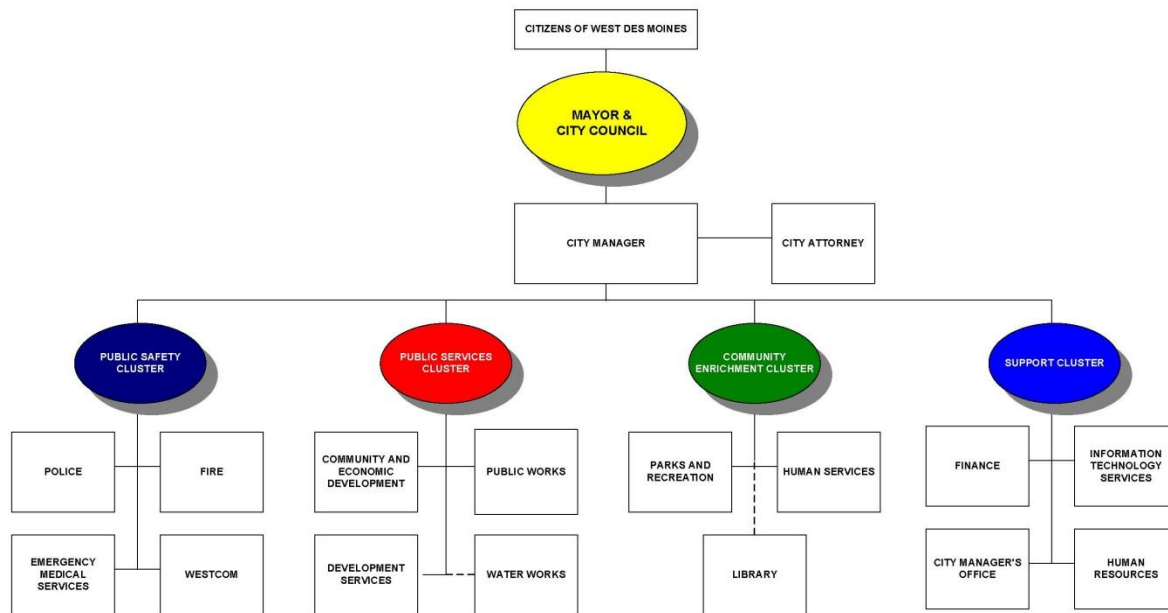 CITIZENS OF WEST DES MOINES
MAYOR &
CITY COUNCIL
CITY MANAGER
CITY ATTORNEY
PUBLIC SAFETY
CLUSTER
PUBLIC SERVICES
CLUSTER
COMMUNITY
ENRICHMENT CLUSTER
SUPPORT CLUSTER
POLICE
FIRE
COMMUNITY AND
ECONOMIC
DEVELOPMENT
PUBLIC WORKS
PARKS AND
RECREATION
HUMAN SERVICES
FINANCE
INFORMATION
TECHNOLOGY
SERVICES
EMERGENCY
MEDICAL
SERVICES
WESTCOM
DEVELOPMENT
SERVICES
WATER WORKS
LIBRARY
CITY MANAGER'S
OFFICE
HUMAN
RESOURCES